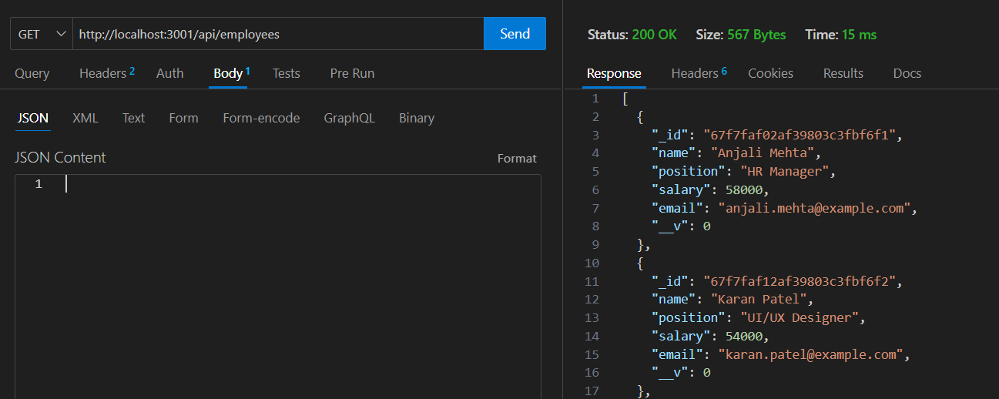 GET http://localhost:3001/api/employees Send
Query Headers 2 Auth Body 1 Tests Pre Run
JSON XML Text Form Form-encode GraphQL Binary
JSON Content Format
1
Status: 200 OK Size: 567 Bytes Time: 15 ms
Response Headers 6 Cookies Results Docs
1 [
2 {
3 "_id": "67f7faf02af39803c3fbf6f1",
4 "name": "Anjali Mehta",
5 "position": "HR Manager",
6 "salary": 58000,
7 "email": "anjali.mehta@example.com",
8 "__v": 0
9 },
10 {
11 "_id": "67f7faf12af39803c3fbf6f2",
12 "name": "Karan Patel",
13 "position": "UI/UX Designer",
14 "salary": 54000,
15 "email": "karan.patel@example.com",
16 "__v": 0
17 },